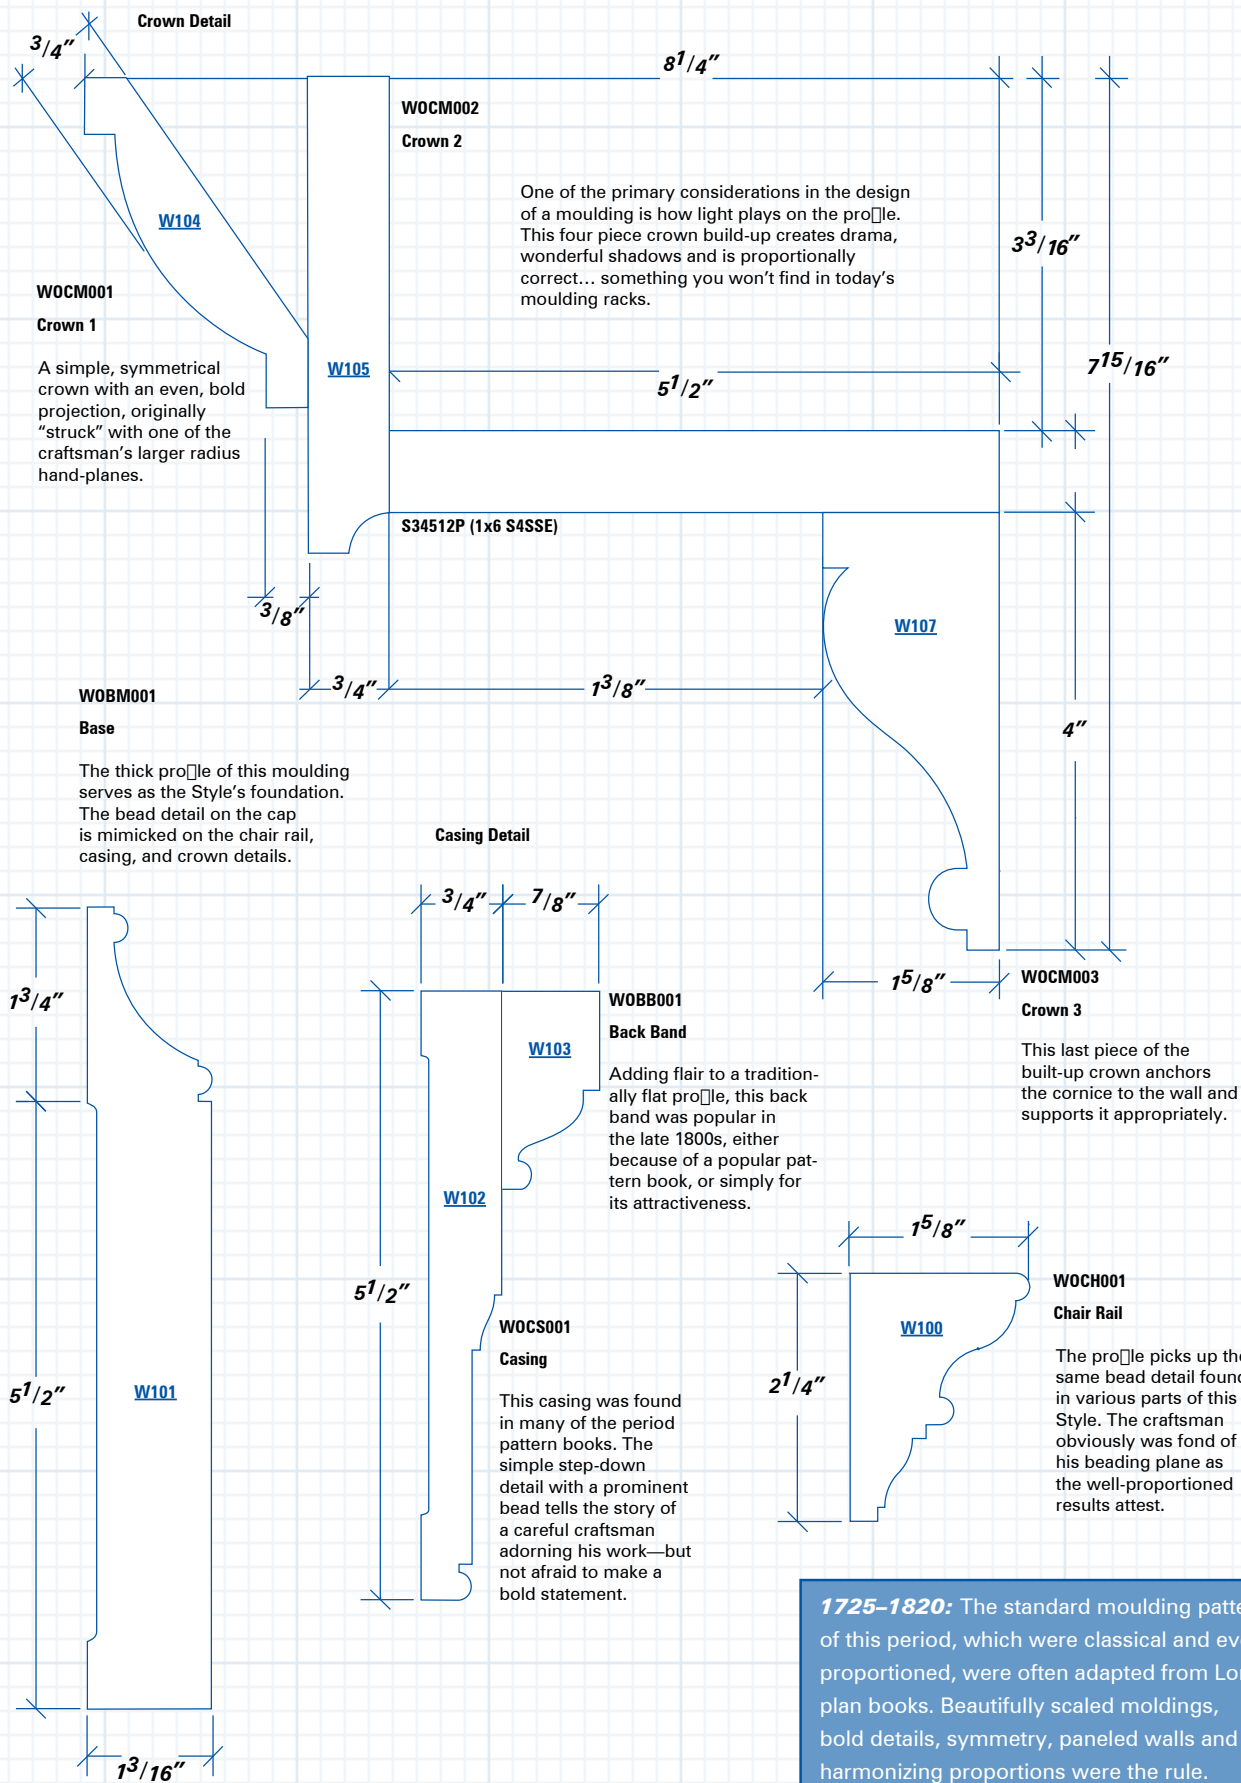 Crown Detail
3/4"
8 1/4"
WOCM002
Crown 2
One of the primary considerations in the design
of a moulding is how light plays on the pro▯le.
This four piece crown build-up creates drama,
wonderful shadows and is proportionally
correct… something you won't find in today's
moulding racks.
W104
3 3/16"
WOCM001
Crown 1
A simple, symmetrical
crown with an even, bold
projection, originally
“struck” with one of the
craftsman's larger radius
hand-planes.
W105
5 1/2"
7 15/16"
S34512P (1x6 S4SSE)
3/8"
W107
3/4"
1 3/8"
4"
WOBM001
Base
The thick pro▯le of this moulding
serves as the Style's foundation.
The bead detail on the cap
is mimicked on the chair rail,
casing, and crown details.
Casing Detail
3/4"
7/8"
1 3/4"
1 5/8"
WOCM003
Crown 3
This last piece of the
built-up crown anchors
the cornice to the wall and
supports it appropriately.
WOBB001
Back Band
W103
Adding flair to a tradition-
ally flat pro▯le, this back
band was popular in
the late 1800s, either
because of a popular pat-
tern book, or simply for
its attractiveness.
W102
5 1/2"
WOCS001
Casing
This casing was found
in many of the period
pattern books. The
simple step-down
detail with a prominent
bead tells the story of
a careful craftsman
adorning his work—but
not afraid to make a
bold statement.
1 5/8"
W100
2 1/4"
WOCH001
Chair Rail
The pro▯le picks up the
same bead detail found
in various parts of this
Style. The craftsman
obviously was fond of
his beading plane as
the well-proportioned
results attest.
5 1/2"
W101
1 3/16"
1725–1820: The standard moulding
of this period, which were classical and
proportioned, were often adapted from
plan books. Beautifully scaled moldings,
bold details, symmetry, paneled walls and
harmonizing proportions were the rule.